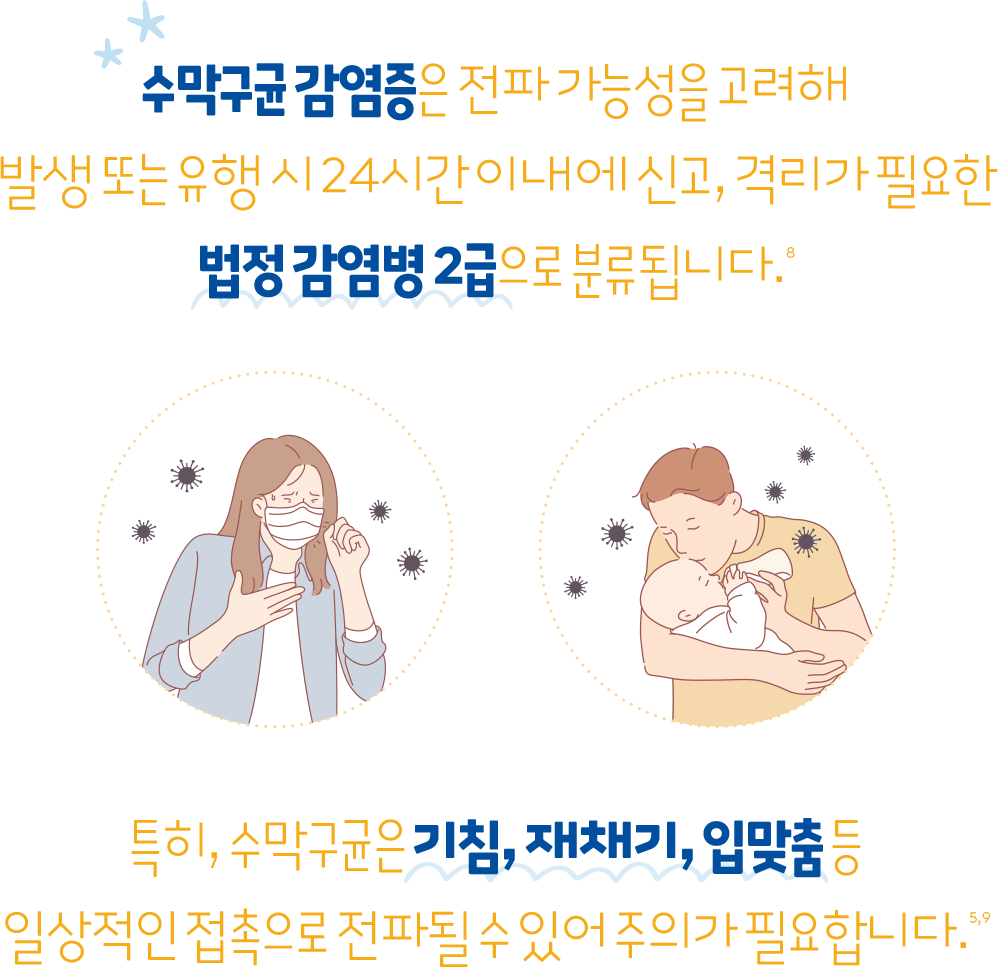 수막구균 감염증은 전파 가능성을 고려해
발생 또는 유행 시 24시간 이내에 신고, 격리가 필요한
법정 감염병 2급으로 분류됩니다.8
특히, 수막구균은 기침, 재채기, 입맞춤 등
일상적인 접촉으로 전파될 수 있어 주의가 필요합니다.5,9